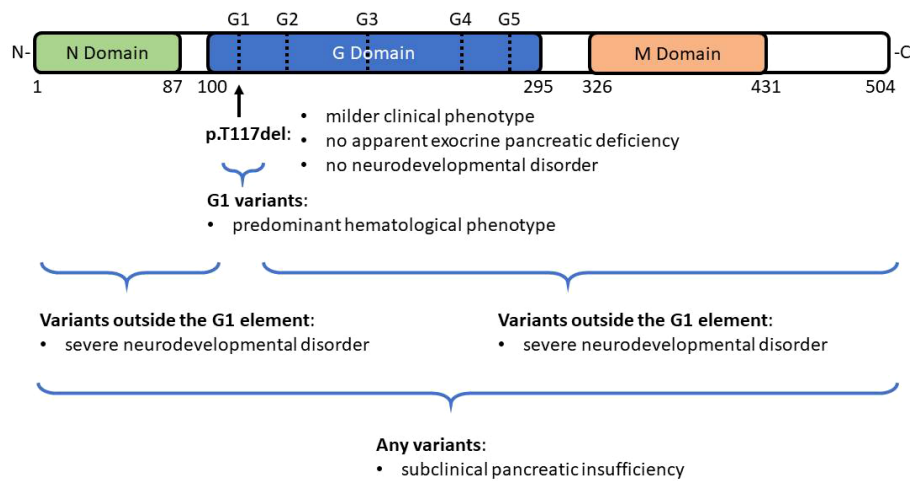 G1 G2 G3 G4 G5
N- N Domain G Domain M Domain -C
1 87 100 295 326 431 504
p.T117del:
• milder clinical phenotype
• no apparent exocrine pancreatic deficiency
• no neurodevelopmental disorder
G1 variants:
• predominant hematological phenotype
Variants outside the G1 element:
• severe neurodevelopmental disorder
Variants outside the G1 element:
• severe neurodevelopmental disorder
Any variants:
• subclinical pancreatic insufficiency